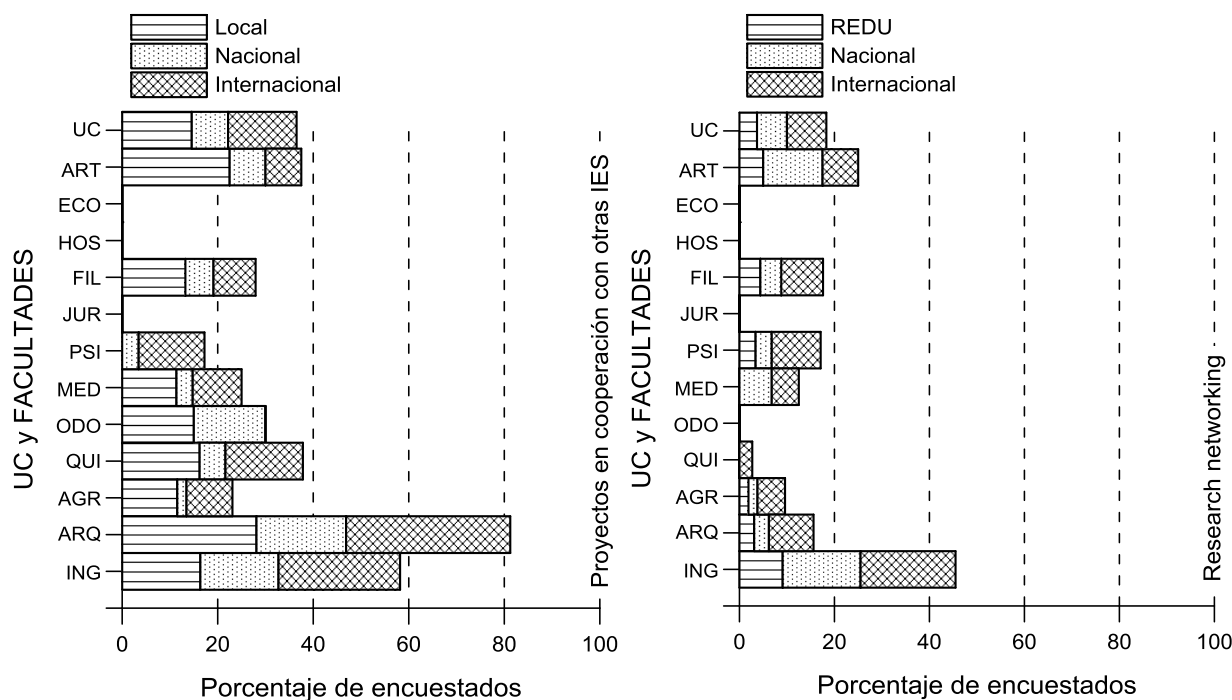 Local
Nacional
Internacional
UC
ART
ECO
HOS
FIL
JUR
PSI
MED
ODO
QUI
AGR
ARQ
ING
UC y FACULTADES
0 20 40 60 80 100
Porcentaje de encuestados
Proyectos en cooperación con otras IES
REDU
Nacional
Internacional
UC
ART
ECO
HOS
FIL
JUR
PSI
MED
ODO
QUI
AGR
ARQ
ING
UC y FACULTADES
0 20 40 60 80 100
Porcentaje de encuestados
Research networking